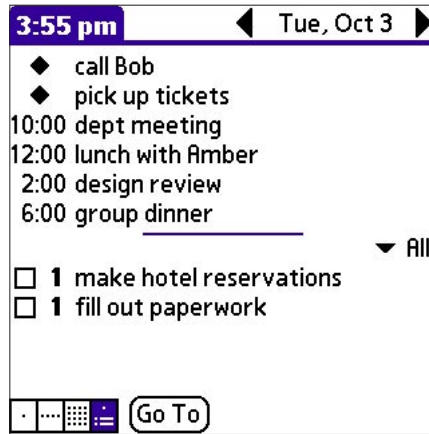 3:55 pm Tue, Oct 3
call Bob
pick up tickets
10:00 dept meeting
12:00 lunch with Amber
2:00 design review
6:00 group dinner
All
1 make hotel reservations
1 fill out paperwork
Go To